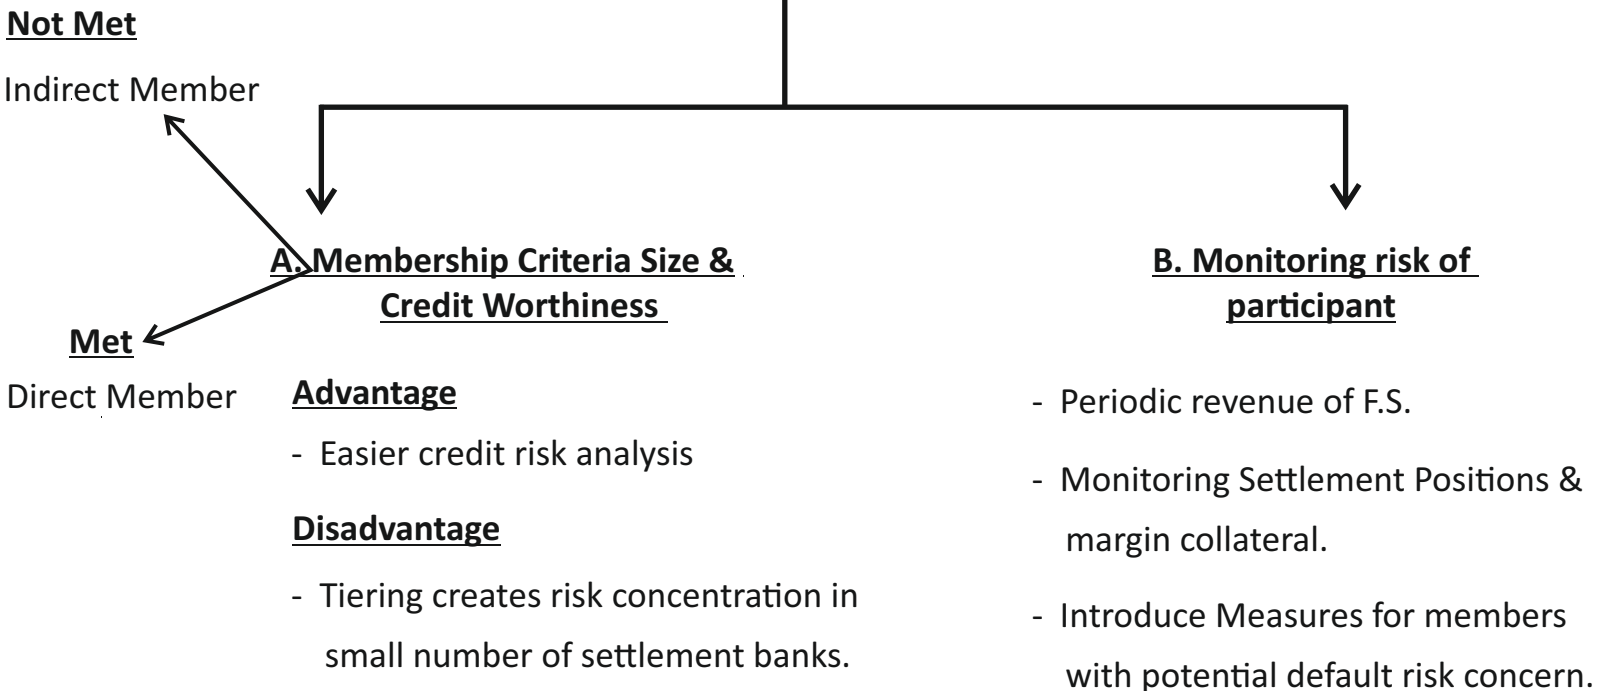 Not Met
Indirect Member
A. Membership Criteria Size &
Credit Worthiness
Met
Direct Member
Advantage
- Easier credit risk analysis
Disadvantage
- Tiering creates risk concentration in
small number of settlement banks.
B. Monitoring risk of
participant
- Periodic revenue of F.S.
- Monitoring Settlement Positions &
margin collateral.
- Introduce Measures for members
with potential default risk concern.